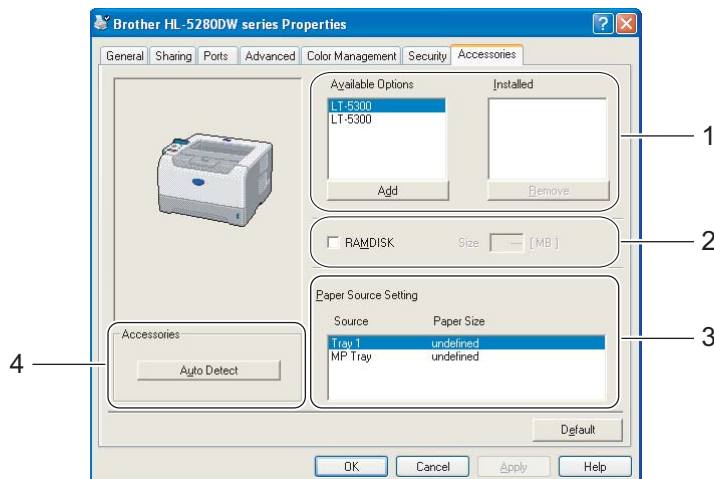 Brother HL-5280DW series Properties
General Sharing Ports Advanced Color Management Security Accessories
Available Options Installed
LT-5300
LT-5300
Add Remove
1
RAMDISK Size ---- [ MB ]
2
Paper Source Setting
Source Paper Size
Tray 1 undefined
MP Tray undefined
3
Accessories
Auto Detect
4
Default
OK Cancel Apply Help